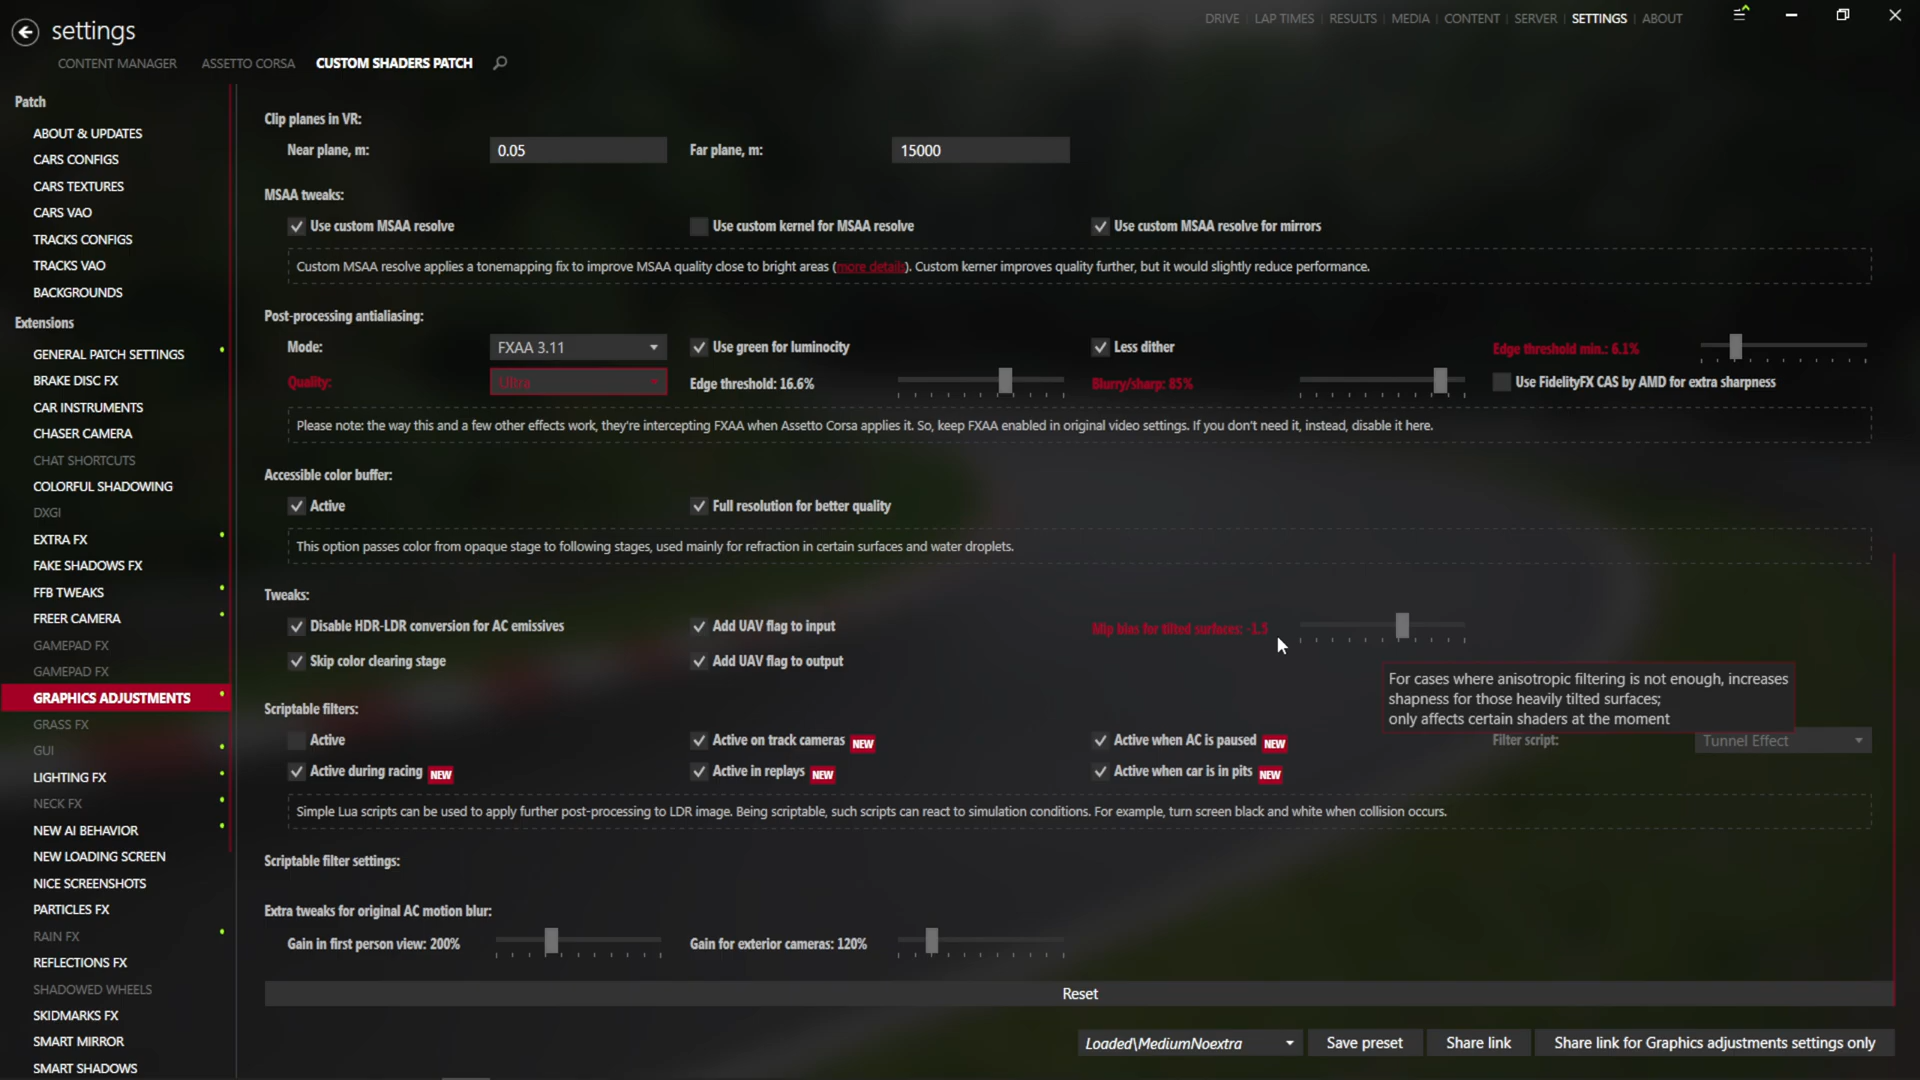 settings
DRIVE LAP TIMES RESULTS MEDIA CONTENT SERVER SETTINGS ABOUT
CONTENT MANAGER ASSETTO CORSA CUSTOM SHADERS PATCH
Patch
ABOUT & UPDATES
CARS CONFIGS
CARS TEXTURES
CARS VAO
TRACKS CONFIGS
TRACKS VAO
BACKGROUNDS
Extensions
GENERAL PATCH SETTINGS
BRAKE DISC FX
CAR INSTRUMENTS
CHASER CAMERA
CHAT SHORTCUTS
COLORFUL SHADOWING
DXGI
EXTRA FX
FAKE SHADOWS FX
FFB TWEAKS
FREER CAMERA
GAMEPAD FX
GAMEPAD FX
GRAPHICS ADJUSTMENTS
GRASS FX
GUI
LIGHTING FX
NECK FX
NEW AI BEHAVIOR
NEW LOADING SCREEN
NICE SCREENSHOTS
PARTICLES FX
RAIN FX
REFLECTIONS FX
SHADOWED WHEELS
SKIDMARKS FX
SMART MIRROR
SMART SHADOWS
Clip planes in VR:
Near plane, m: 0.05 Far plane, m: 15000
MSAA tweaks:
Use custom MSAA resolve Use custom kernel for MSAA resolve Use custom MSAA resolve for mirrors
Custom MSAA resolve applies a tonemapping fix to improve MSAA quality close to bright areas (more details). Custom kerner improves quality further, but it would slightly reduce performance.
Post-processing antialiasing:
Mode: FXAA 3.11 Use green for luminocity Less dither Edge threshold min.: 6.1%
Quality: Ultra Edge threshold: 16.6% Blurry/sharp: 85% Use FidelityFX CAS by AMD for extra sharpness
Please note: the way this and a few other effects work, they're intercepting FXAA when Assetto Corsa applies it. So, keep FXAA enabled in original video settings. If you don't need it, instead, disable it here.
Accessible color buffer:
Active Full resolution for better quality
This option passes color from opaque stage to following stages, used mainly for refraction in certain surfaces and water droplets.
Tweaks:
Disable HDR-LDR conversion for AC emissives Add UAV flag to input Mip bias for tilted surfaces: -1.5
Skip color clearing stage Add UAV flag to output
For cases where anisotropic filtering is not enough, increases
shapness for those heavily tilted surfaces;
only affects certain shaders at the moment
Scriptable filters:
Active Active on track cameras NEW Active when AC is paused NEW Filter script: Tunnel Effect
Active during racing NEW Active in replays NEW Active when car is in pits NEW
Simple Lua scripts can be used to apply further post-processing to LDR image. Being scriptable, such scripts can react to simulation conditions. For example, turn screen black and white when collision occurs.
Scriptable filter settings:
Extra tweaks for original AC motion blur:
Gain in first person view: 200% Gain for exterior cameras: 120%
Reset
Loaded\MediumNoextra Save preset Share link Share link for Graphics adjustments settings only